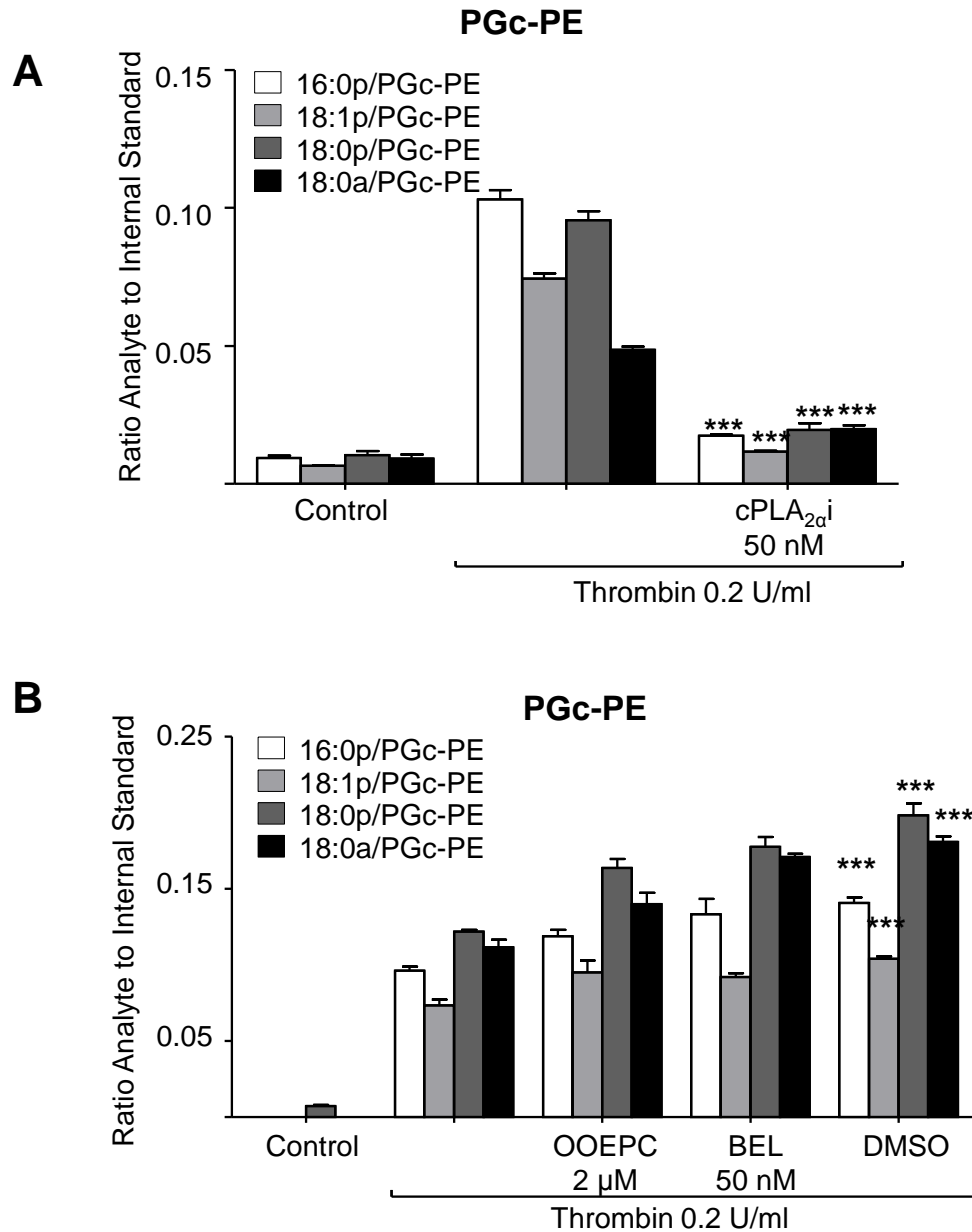 PGc-PE
A
Ratio Analyte to Internal Standard
0.15
0.10
0.05
16:0p/PGc-PE
18:1p/PGc-PE
18:0p/PGc-PE
18:0a/PGc-PE
*** *** *** ***
Control
cPLA2αi
50 nM
Thrombin 0.2 U/ml
B
PGc-PE
Ratio Analyte to Internal Standard
0.25
0.15
0.05
16:0p/PGc-PE
18:1p/PGc-PE
18:0p/PGc-PE
18:0a/PGc-PE
*** *** *** ***
Control OOEPC BEL DMSO
2 µM 50 nM
Thrombin 0.2 U/ml